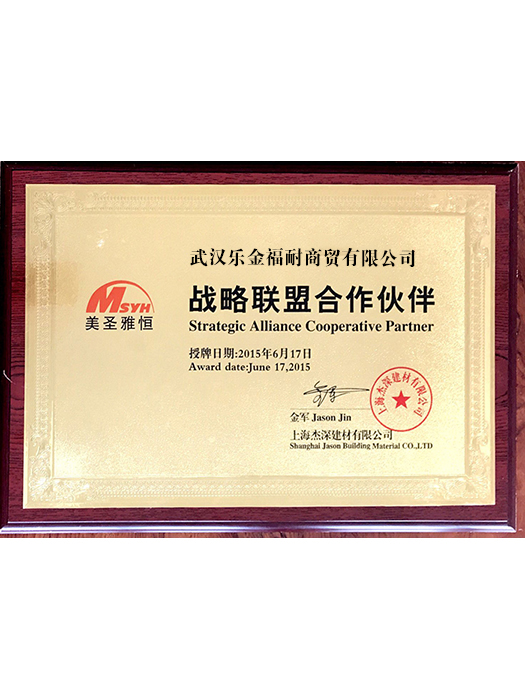 武汉乐金福耐商贸有限公司
MSYH
美圣雅恒
战略联盟合作伙伴
Strategic Alliance Cooperative Partner
授牌日期:2015年6月17日
Award date:June 17,2015
金军 Jason Jin
上海杰深建材有限公司
Shanghai Jason Building Material CO.,LTD
上海杰深建材有限公司